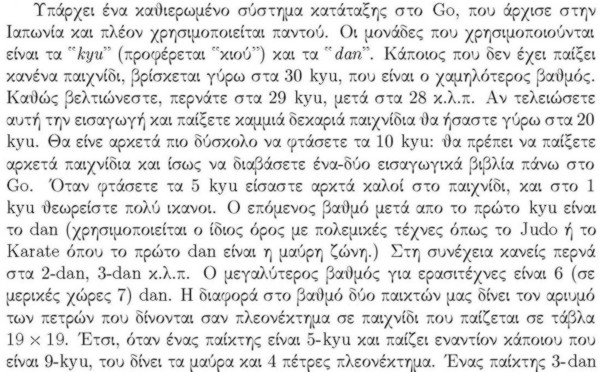 Υπάρχει ένα καθιερωμένο σύστημα κατάταξης στο Go, που άρχισε στην
Ιαπωνία και πλέον χρησιμοποιείται παντού. Οι μονάδες που χρησιμοποιούνται
είναι τα “kyu” (προφέρεται “κιού”) και τα “dan”. Κάποιος που δεν έχει παίξει
κανένα παιχνίδι, βρίσκεται γύρω στα 30 kyu, που είναι ο χαμηλότερος βαθμός.
Καθώς βελτιώνεστε, περνάτε στα 29 kyu, μετά στα 28 κ.λ.π. Αν τελειώσετε
αυτή την εισαγωγή και παίξετε καμμιά δεκαριά παιχνίδια θα ήσαστε γύρω στα 20
kyu. Θα είνε αρκετά πιο δύσκολο να φτάσετε τα 10 kyu: θα πρέπει να παίξετε
αρκετά παιχνίδια και ίσως να διαβάσετε ένα-δύο εισαγωγικά βιβλία πάνω στο
Go. Όταν φτάσετε τα 5 kyu είσαστε αρκτά καλοί στο παιχνίδι, και στο 1
kyu θεωρείστε πολύ ικανοι. Ο επόμενος βαθμό μετά απο το πρώτο kyu είναι
το dan (χρησιμοποιείται ο ίδιος όρος με πολεμικές τέχνες όπως το Judo ή το
Karate όπου το πρώτο dan είναι η μαύρη ζώνη.) Στη συνέχεια κανείς περνά
στα 2-dan, 3-dan κ.λ.π. Ο μεγαλύτερος βαθμός για ερασιτέχνες είναι 6 (σε
μερικές χώρες 7) dan. Η διαφορά στο βαθμό δύο παικτών μας δίνει τον αριυμό
των πετρών που δίνονται σαν πλεονέκτημα σε παιχνίδι που παίζεται σε τάβλα
19 × 19. Έτσι, όταν ένας παίκτης είναι 5-kyu και παίζει εναντίον κάποιου που
είναι 9-kyu, του δίνει τα μαύρα και 4 πέτρες πλεονέκτημα. Ένας παίκτης 3-dan